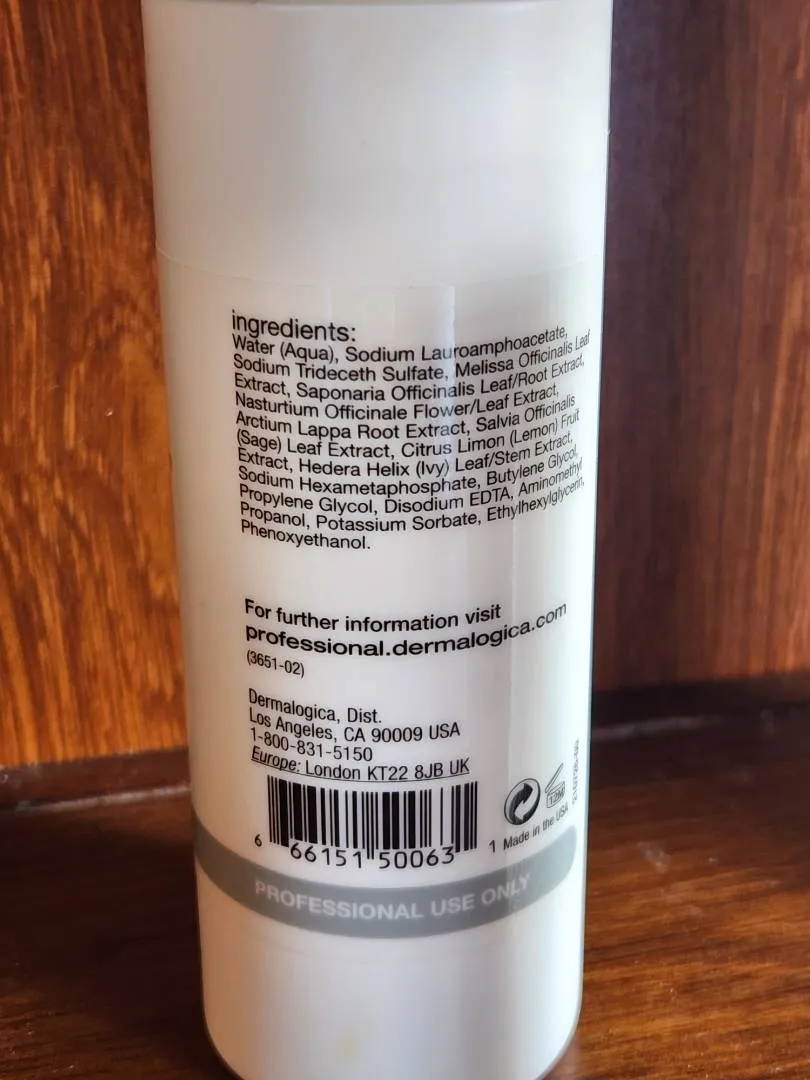 ingredients:
Water (Aqua), Sodium Lauroamphoacetate,
Sodium Trideceth Sulfate, Melissa Officinalis Leaf
Extract, Saponaria Officinalis Leaf/Root Extract,
Nasturtium Officinale Flower/Leaf Extract,
Arctium Lappa Root Extract, Salvia Officinalis
(Sage) Leaf Extract, Citrus Limon (Lemon) Fruit
Extract, Hedera Helix (Ivy) Leaf/Stem Extract,
Sodium Hexametaphosphate, Butylene Glycol,
Propylene Glycol, Disodium EDTA, Aminomethyl
Propanol, Potassium Sorbate, Ethylhexylglycerin,
Phenoxyethanol.
For further information visit
professional.dermalogica.com
(3651-02)
Dermalogica, Dist.
Los Angeles, CA 90009 USA
1-800-831-5150
Europe: London KT22 8JB UK
12M
6 66151 50063 1
Made in the USA
PROFESSIONAL USE ONLY